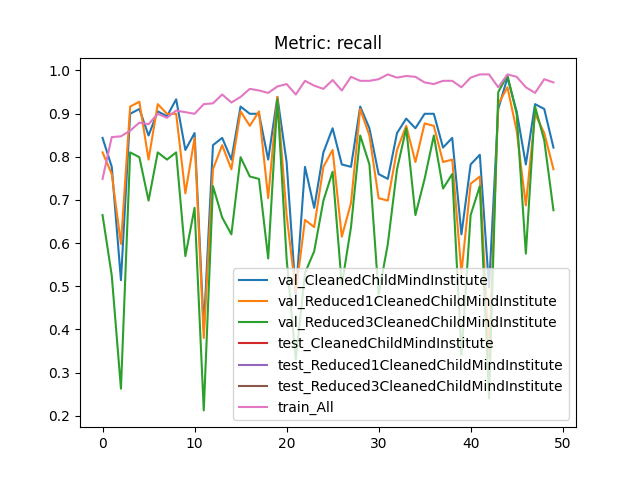 Metric: recall
1.0
0.9
0.8
0.7
0.6
0.5
0.4
0.3
0.2
0
10
20
30
40
50
val_CleanedChildMindInstitute
val_Reduced1CleanedChildMindInstitute
val_Reduced3CleanedChildMindInstitute
test_CleanedChildMindInstitute
test_Reduced1CleanedChildMindInstitute
test_Reduced3CleanedChildMindInstitute
train_All